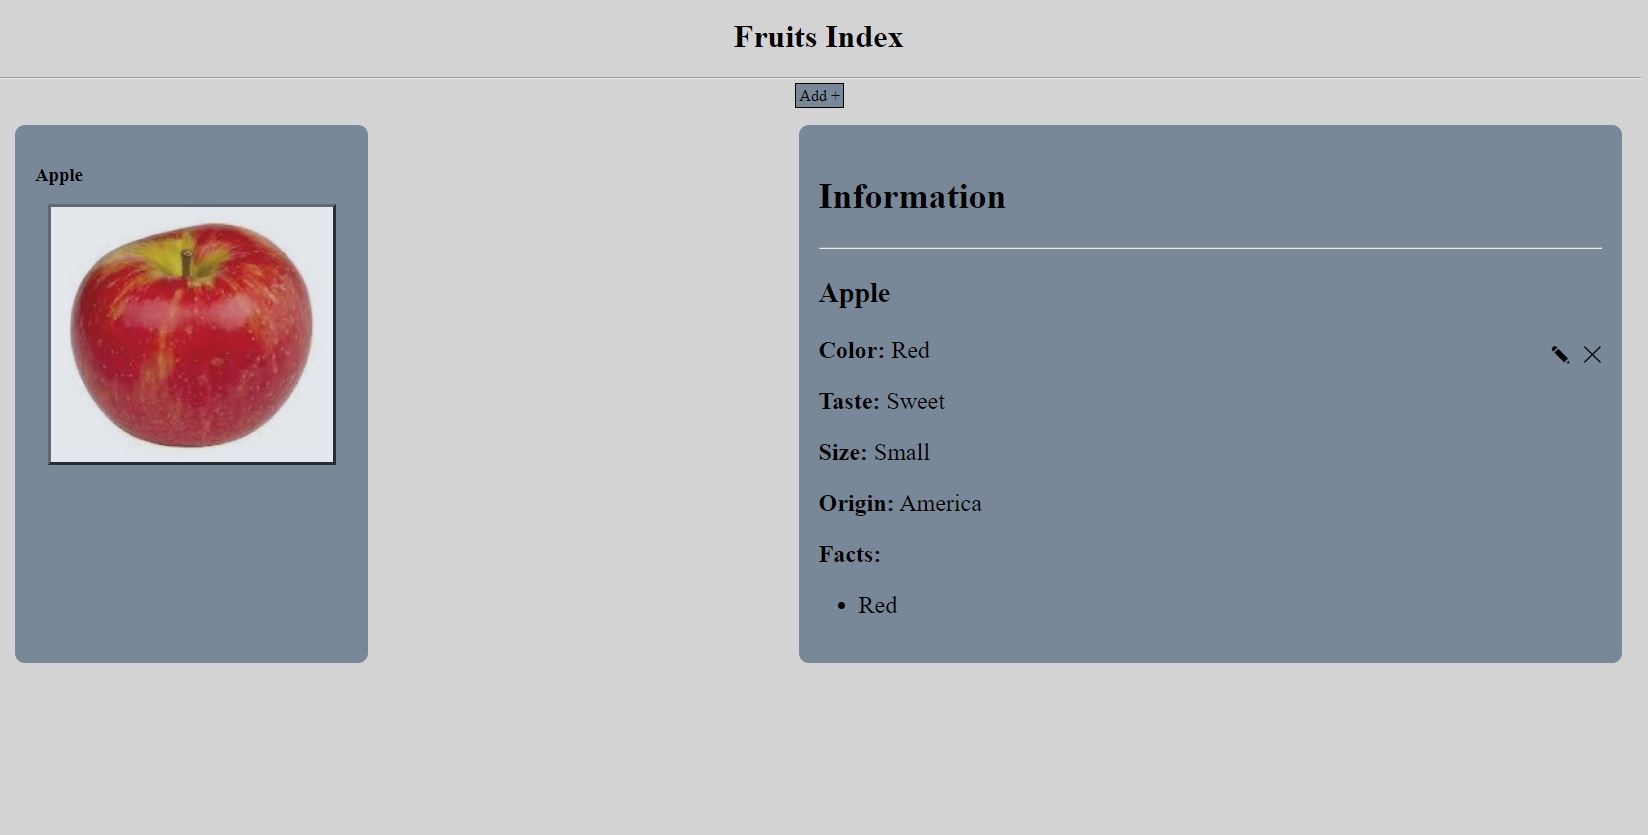 Fruits Index
Add +
Apple
Information
Apple
Color: Red
Taste: Sweet
Size: Small
Origin: America
Facts:
• Red